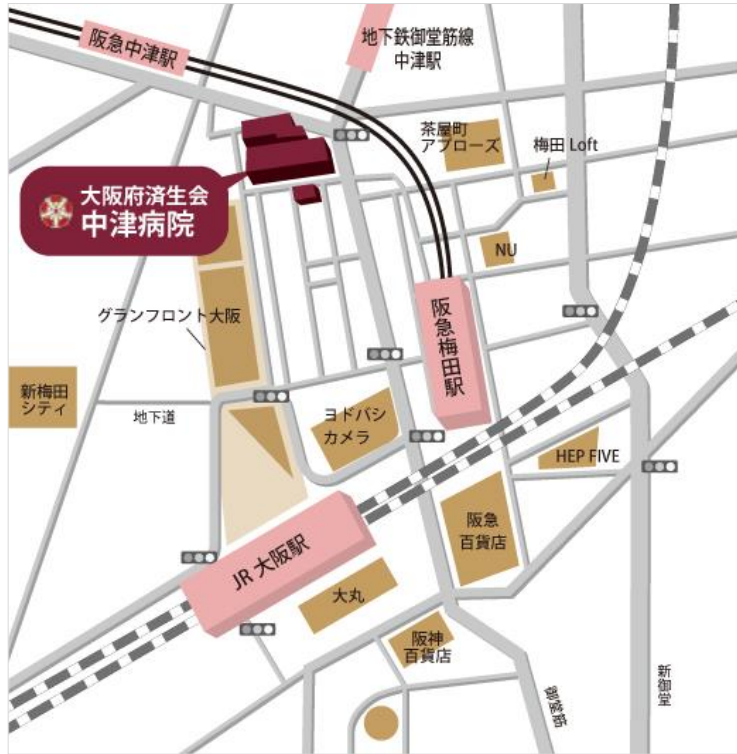 阪急中津駅
地下鉄御堂筋線
中津駅
茶屋町
アプローズ
梅田 Loft
大阪府済生会
中津病院
NU
グランフロント大阪
阪急梅田駅
新梅田
シティ
地下道
ヨドバシ
カメラ
HEP FIVE
阪急
百貨店
JR 大阪駅
大丸
阪神
百貨店
御堂筋
新御堂